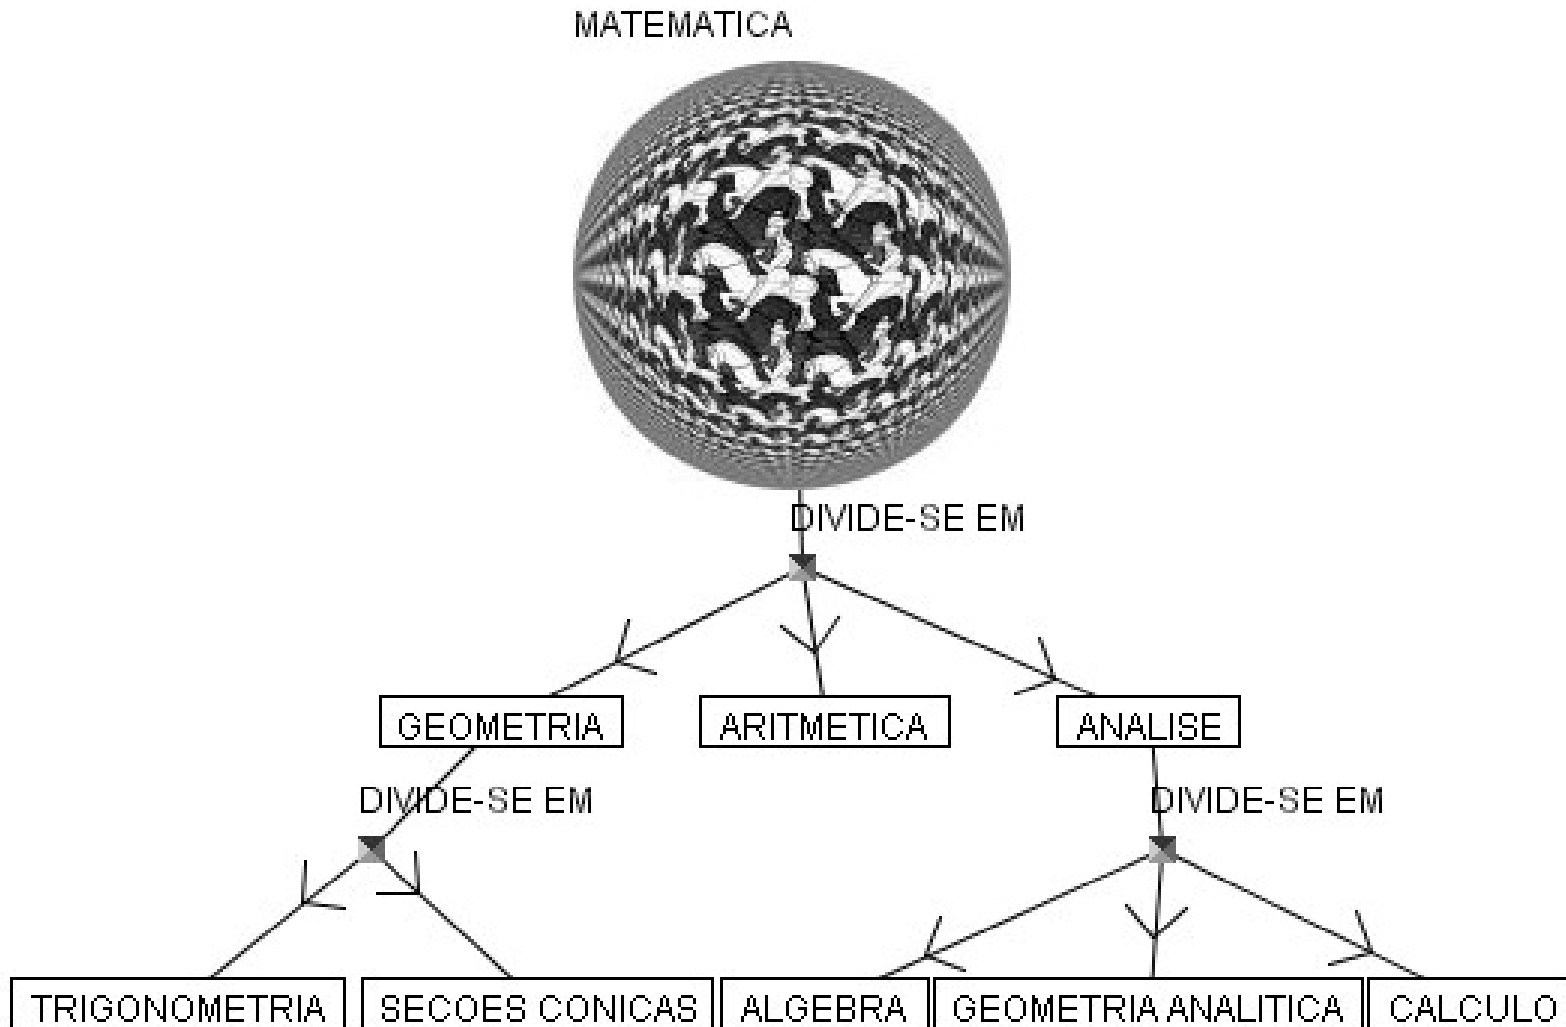 MATEMATICA
DIVIDE-SE EM
GEOMETRIA
ARITMETICA
ANALISE
DIVIDE-SE EM
DIVIDE-SE EM
TRIGONOMETRIA
SECOES CONICAS
ALGEBRA
GEOMETRIA ANALITICA
CALCULO